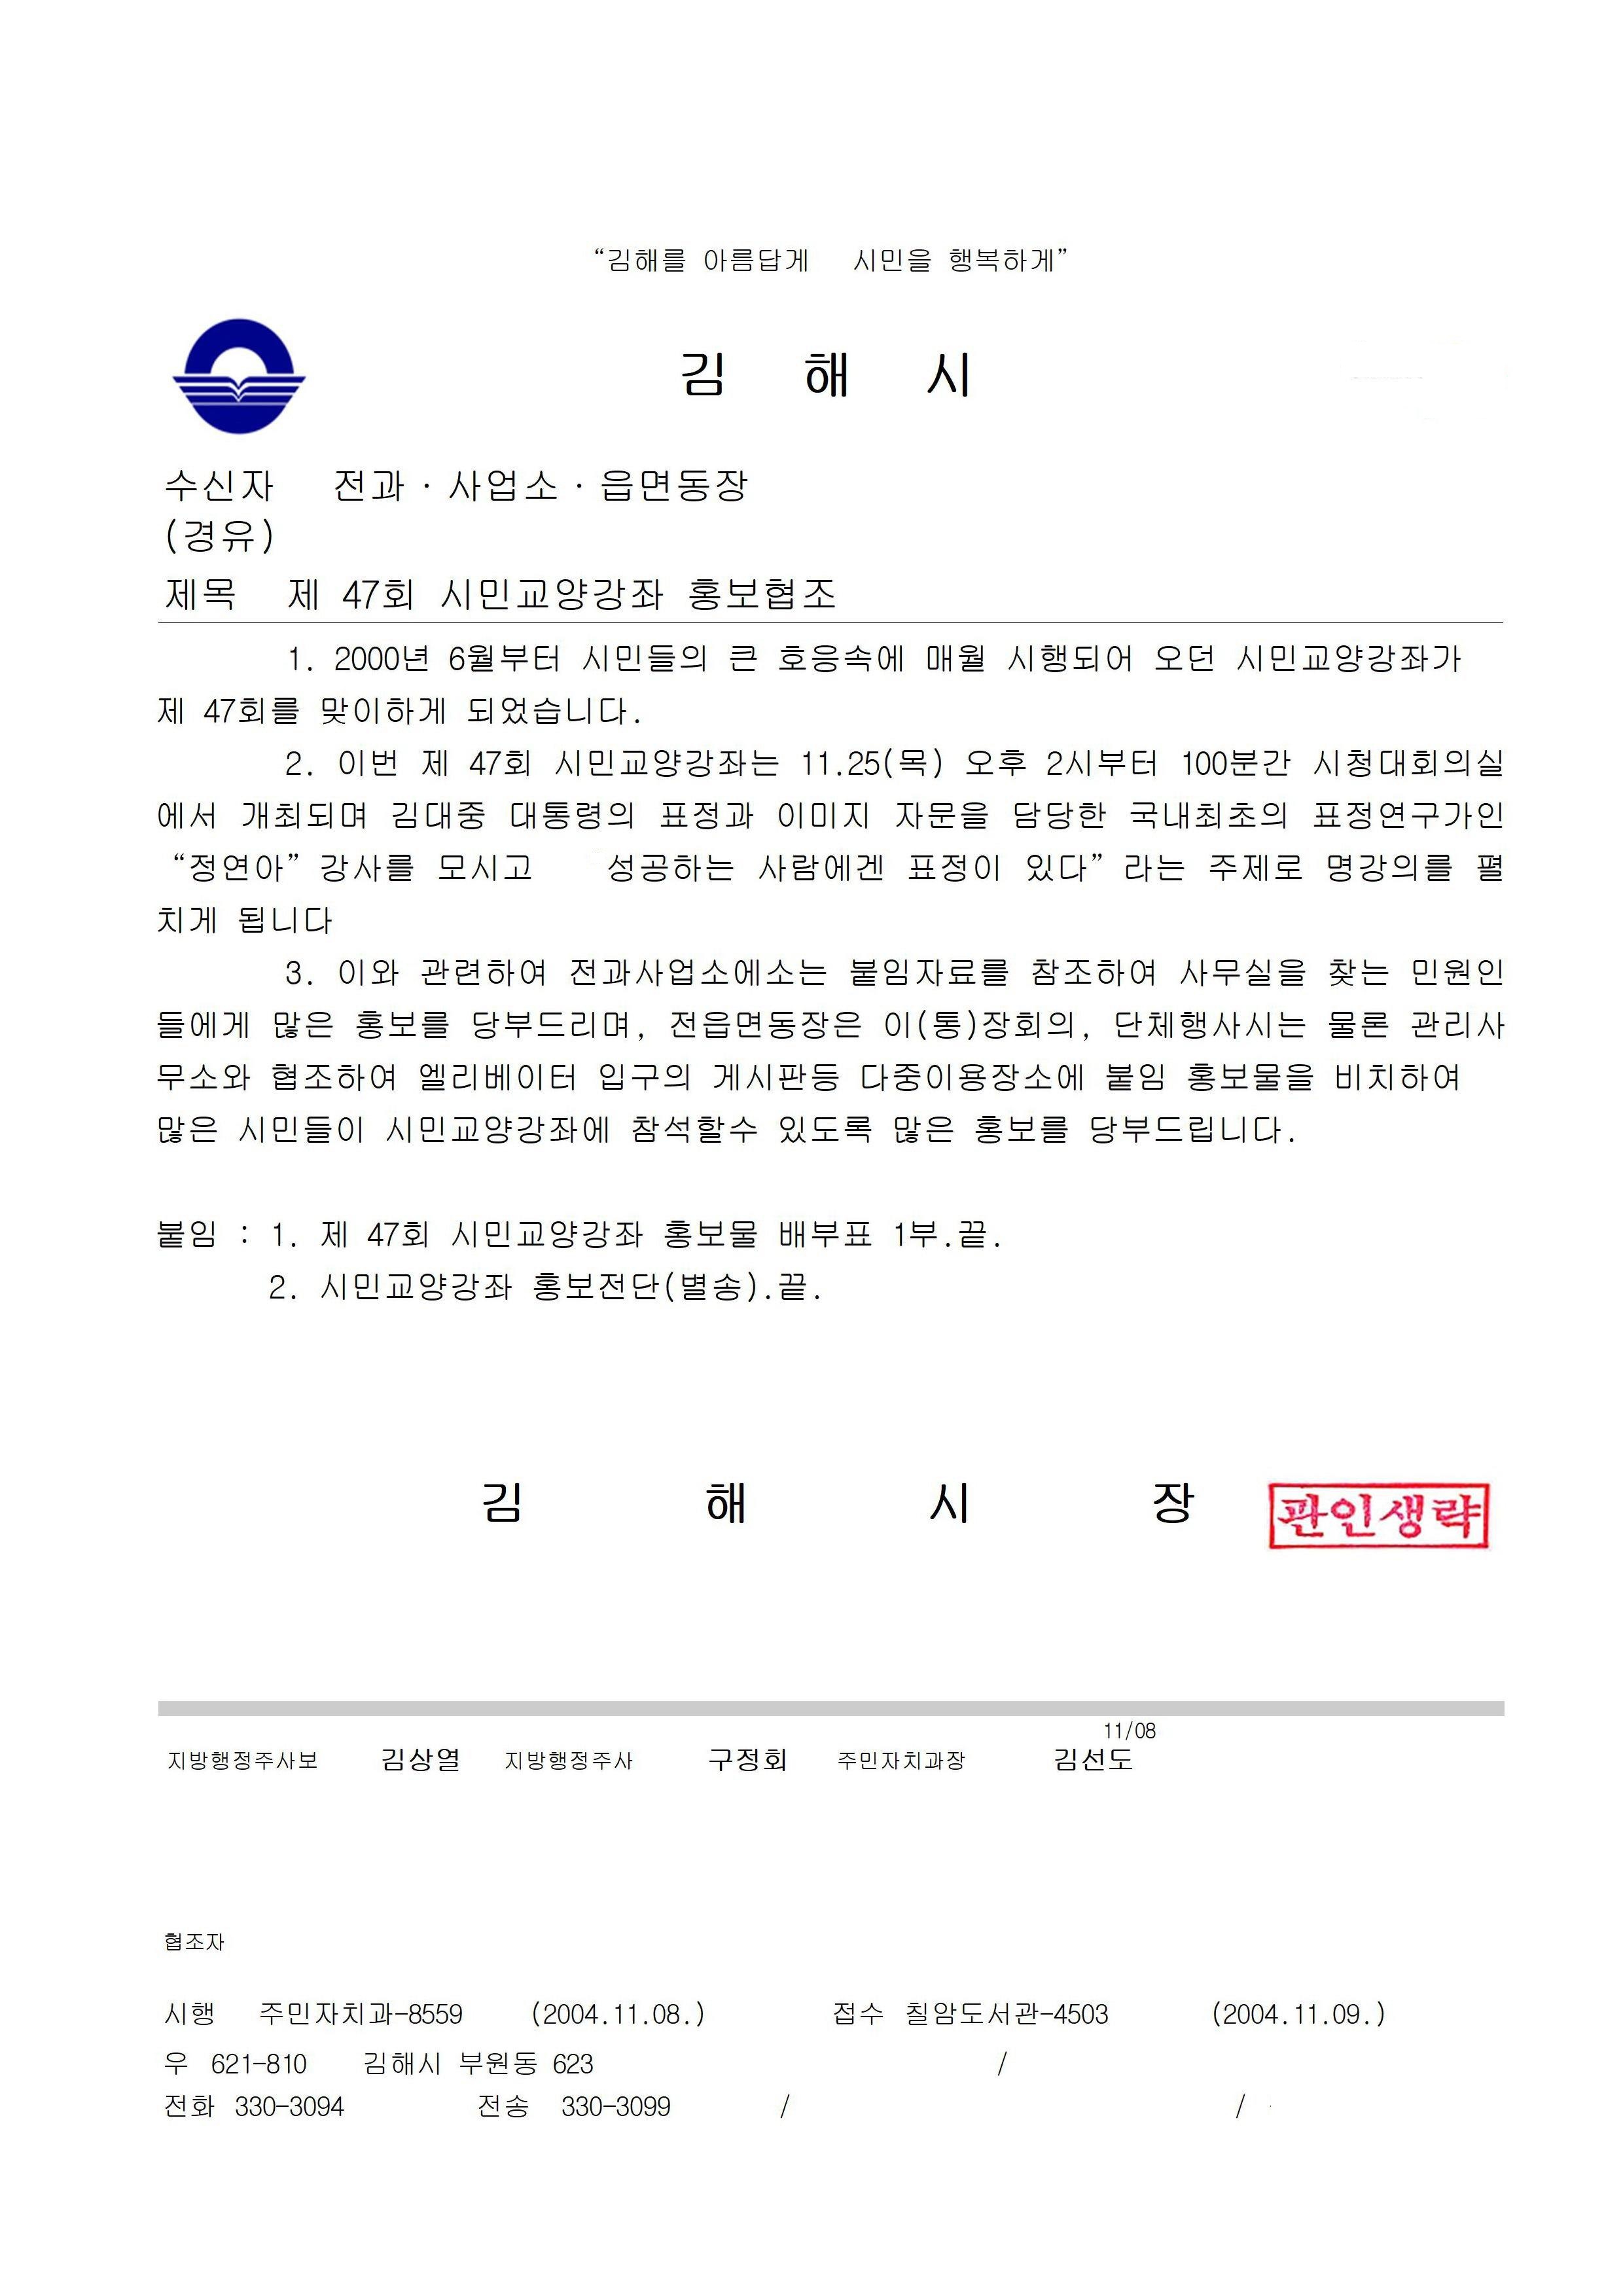 “김해를 아름답게 시민을 행복하게”
김 해 시
수신자 전과·사업소·읍면동장
(경유)
제목 제 47회 시민교양강좌 홍보협조
1. 2000년 6월부터 시민들의 큰 호응속에 매월 시행되어 오던 시민교양강좌가
제 47회를 맞이하게 되었습니다.
2. 이번 제 47회 시민교양강좌는 11.25(목) 오후 2시부터 100분간 시청대회의실
에서 개최되며 김대중 대통령의 표정과 이미지 자문을 담당한 국내최초의 표정연구가인
“정연아” 강사를 모시고 성공하는 사람에겐 표정이 있다” 라는 주제로 명강의를 펼
치게 됩니다
3. 이와 관련하여 전과사업소에소는 붙임자료를 참조하여 사무실을 찾는 민원인
들에게 많은 홍보를 당부드리며, 전읍면동장은 이(통)장회의, 단체행사시는 물론 관리사
무소와 협조하여 엘리베이터 입구의 게시판등 다중이용장소에 붙임 홍보물을 비치하여
많은 시민들이 시민교양강좌에 참석할수 있도록 많은 홍보를 당부드립니다.
붙임 : 1. 제 47회 시민교양강좌 홍보물 배부표 1부.끝.
2. 시민교양강좌 홍보전단(별송).끝.
김 해 시 장 관인생략
11/08
지방행정주사보 김상열 지방행정주사 구정회 주민자치과장 김선도
협조자
시행 주민자치과-8559 (2004.11.08.) 접수 칠암도서관-4503 (2004.11.09.)
우 621-810 김해시 부원동 623 /
전화 330-3094 전송 330-3099 / /